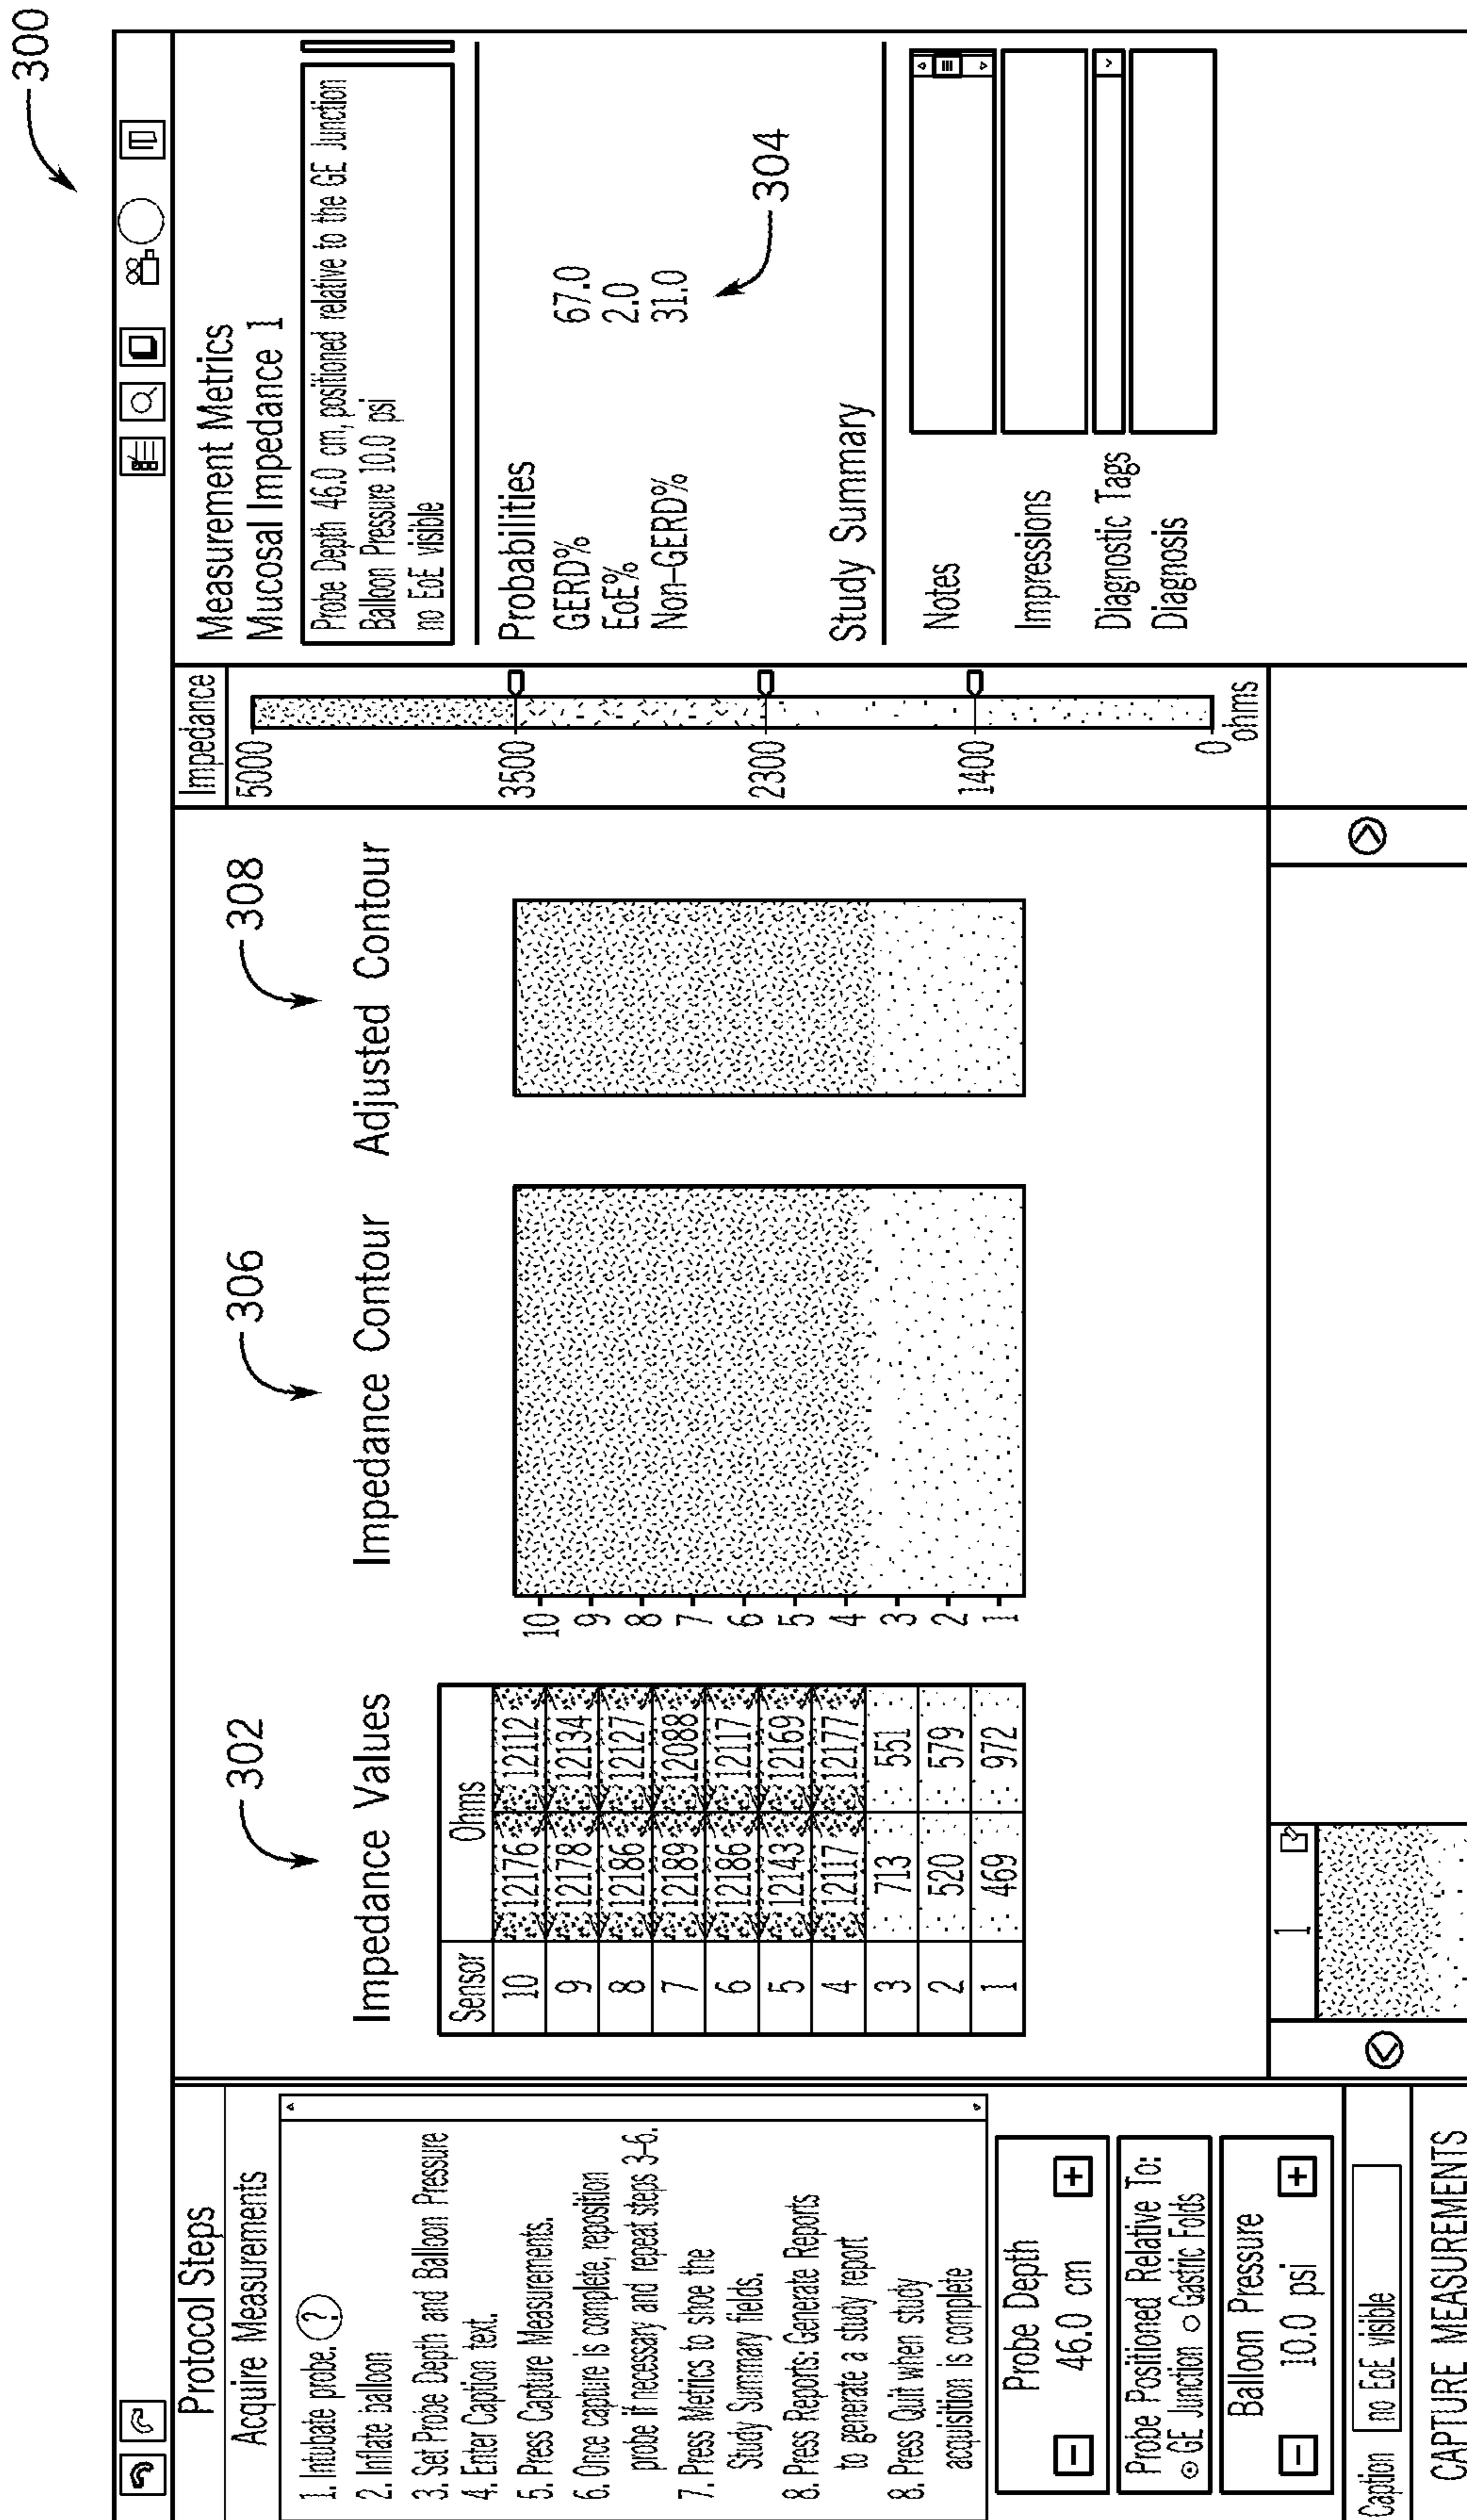 300
Protocol Steps
Acquire Measurements
1. Intubate probe. ?
2. Inflate balloon
3. Set Probe Depth and Balloon Pressure
4. Enter Caption text.
5. Press Capture Measurements.
6. Once capture is complete, reposition
probe if necessary and repeat steps 3-6.
7. Press Metrics to shoe the
Study Summary fields.
8. Press Reports: Generate Reports
to generate a study report
8. Press Quit when study
acquisition is complete
Probe Depth
− 46.0 cm +
Probe Positioned Relative To:
GE Junction Gastric Folds
Balloon Pressure
− 10.0 psi +
Caption no EoE visible
CAPTURE MEASUREMENTS
302
Impedance Values
Sensor Ohms
10 12176 12112
9 12178 12134
8 12186 12127
7 12189 12088
6 12186 12117
5 12143 12169
4 12117 12177
3 713 551
2 520 579
1 469 972
306
Impedance Contour
10
9
8
7
6
5
4
3
2
1
308
Adjusted Contour
1
Impedance
5000
3500
2300
1400
0
ohms
Measurement Metrics
Mucosal Impedance 1
Probe Depth 46.0 cm, positioned relative to the GE Junction
Balloon Pressure 10.0 psi
no EoE visible
Probabilities
GERD% 67.0
EoE% 2.0
Non-GERD% 31.0
304
Study Summary
Notes
Impressions
Diagnostic Tags
Diagnosis